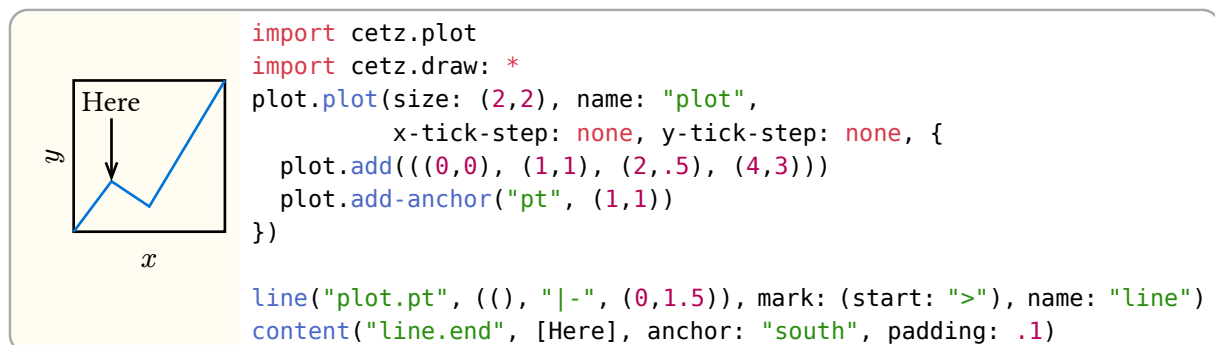 Here
y
x
import cetz.plot
import cetz.draw: *
plot.plot(size: (2,2), name: "plot",
          x-tick-step: none, y-tick-step: none, {
  plot.add(((0,0), (1,1), (2,.5), (4,3)))
  plot.add-anchor("pt", (1,1))
})

line("plot.pt", ((), "|-", (0,1.5)), mark: (start: ">"), name: "line")
content("line.end", [Here], anchor: "south", padding: .1)